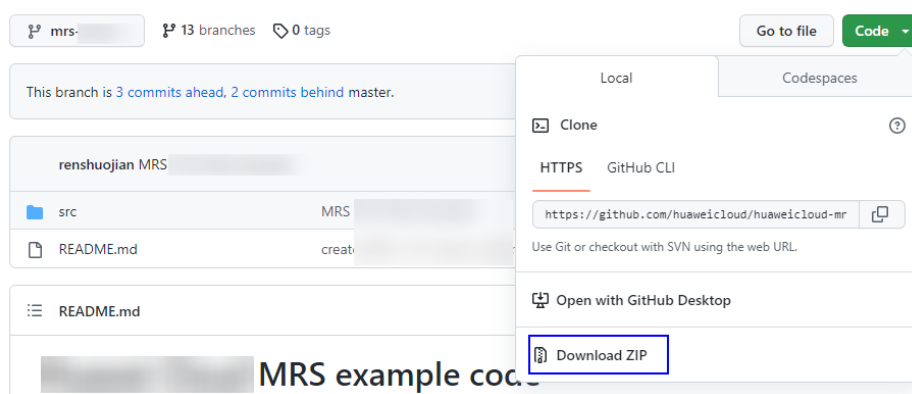 mrs-
13 branches
0 tags
Go to file
Code
This branch is 3 commits ahead, 2 commits behind master.
Local
Codespaces
Clone
renshuojian MRS
HTTPS
GitHub CLI
src
MRS
https://github.com/huaweicloud/huaweicloud-mr
README.md
Use Git or checkout with SVN using the web URL.
README.md
Open with GitHub Desktop
Download ZIP
MRS example code